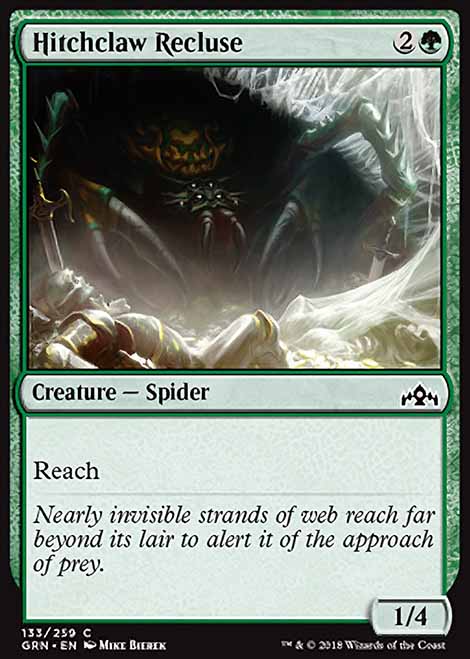 Hitchclaw Recluse 2
Creature — Spider
Reach
Nearly invisible strands of web reach far
beyond its lair to alert it of the approach
of prey.
1/4
133/259 C
GRN • EN Mike Bierek
™ & © 2018 Wizards of the Coast